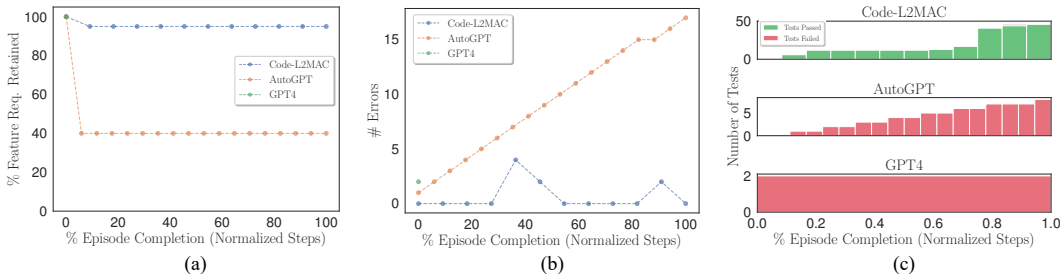 % Feature Req. Retained
100
80
60
40
20
0
Code-L2MAC
AutoGPT
GPT4
0 20 40 60 80 100
% Episode Completion (Normalized Steps)
(a)
# Errors
15
10
5
0
Code-L2MAC
AutoGPT
GPT4
0 20 40 60 80 100
% Episode Completion (Normalized Steps)
(b)
Number of Tests
Code-L2MAC
50
25
0
Tests Passed
Tests Failed
AutoGPT
5
0
GPT4
2
1
0
0.0 0.2 0.4 0.6 0.8 1.0
% Episode Completion (Normalized Steps)
(c)